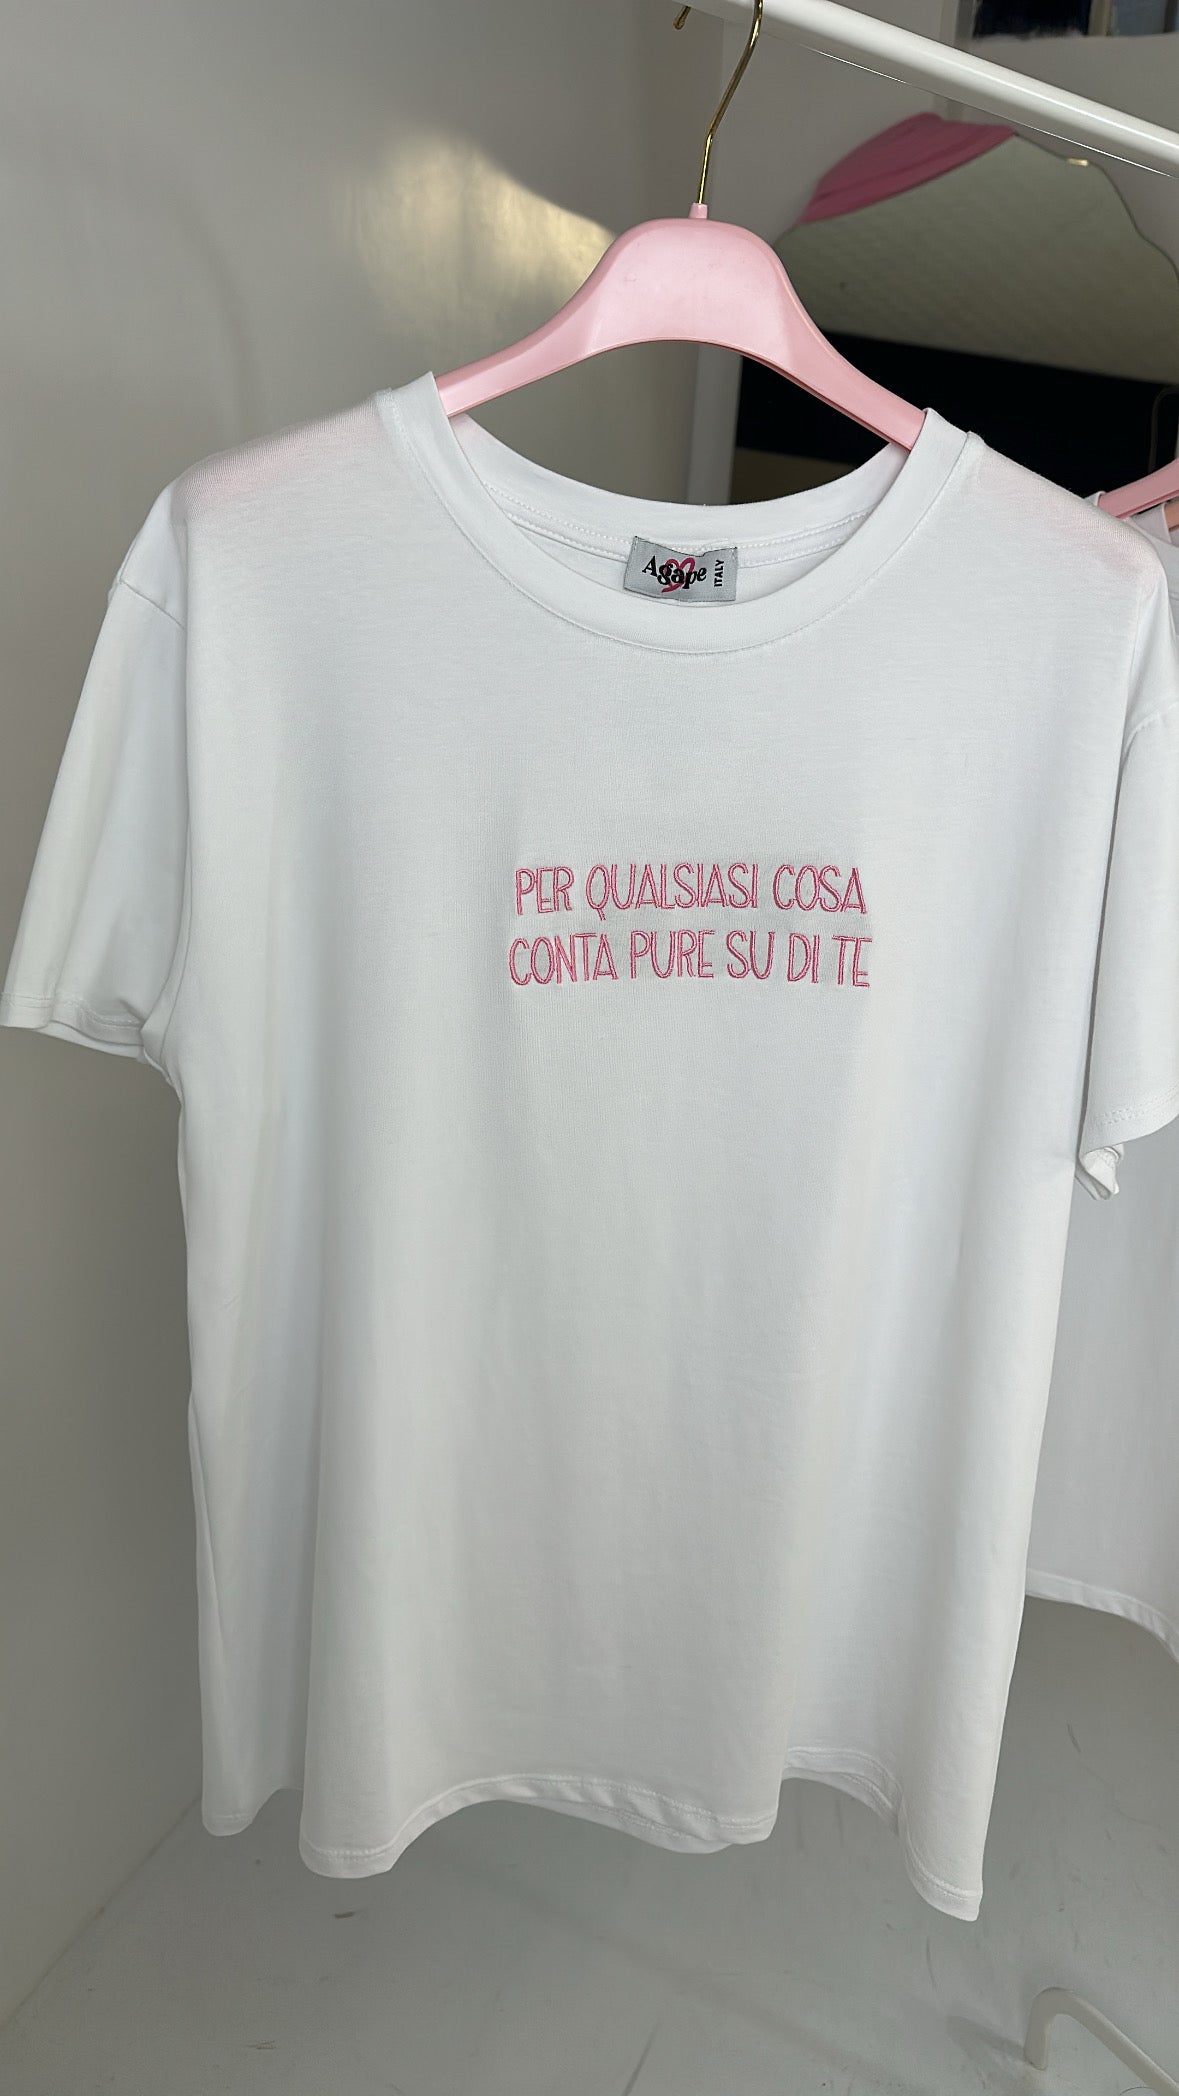 Agape ITALY
PER QUALSIASI COSA
CONTA PURE SU DI TE